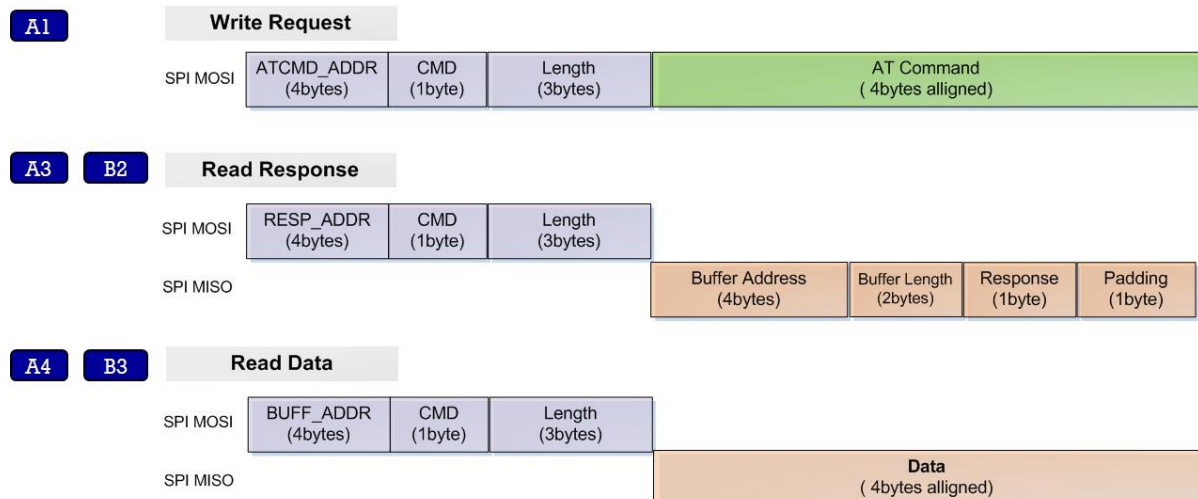 A1
Write Request
SPI MOSI
ATCMD_ADDR
(4bytes)
CMD
(1byte)
Length
(3bytes)
AT Command
( 4bytes alligned)
A3
B2
Read Response
SPI MOSI
RESP_ADDR
(4bytes)
CMD
(1byte)
Length
(3bytes)
SPI MISO
Buffer Address
(4bytes)
Buffer Length
(2bytes)
Response
(1byte)
Padding
(1byte)
A4
B3
Read Data
SPI MOSI
BUFF_ADDR
(4bytes)
CMD
(1byte)
Length
(3bytes)
SPI MISO
Data
( 4bytes alligned)